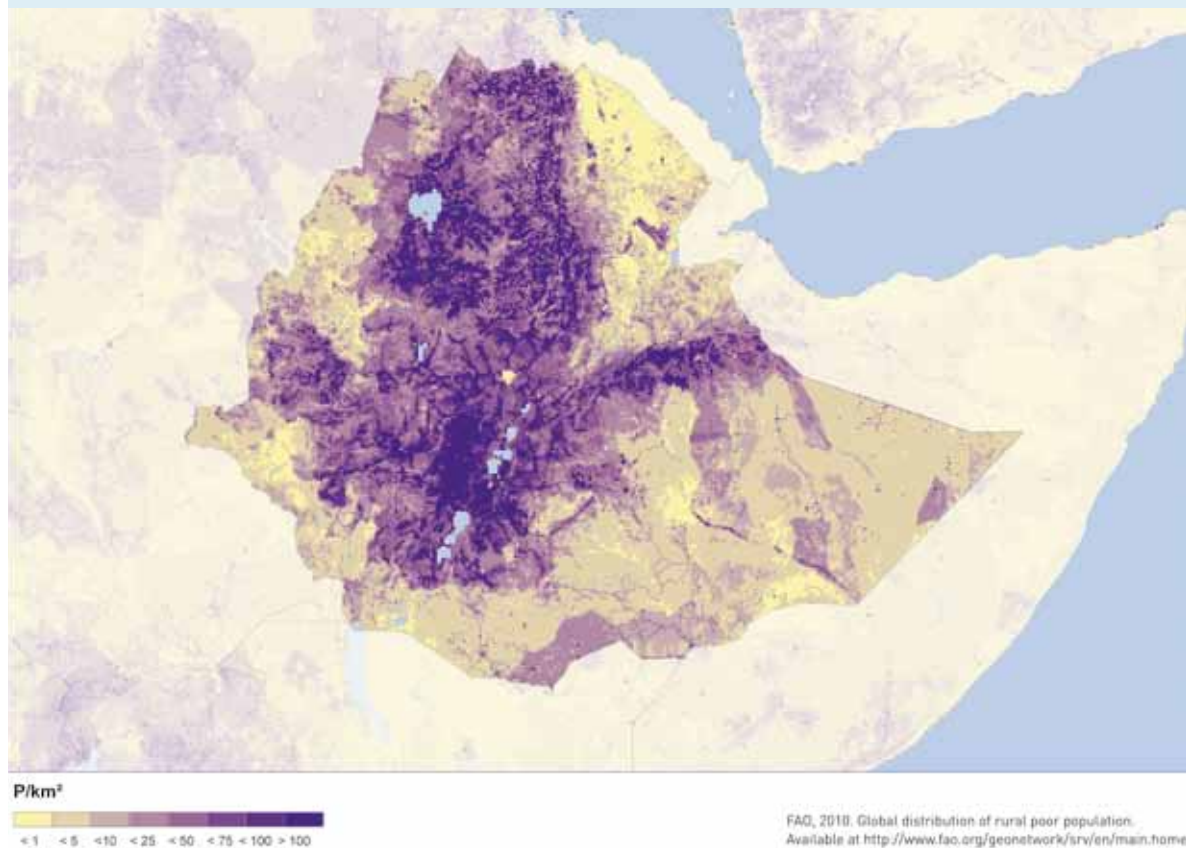 P/km²
< 1 < 5 <10 < 25 < 50 < 75 < 100 > 100
FAO, 2010. Global distribution of rural poor population.
Available at http://www.fao.org/geonetwork/srv/en/main.home